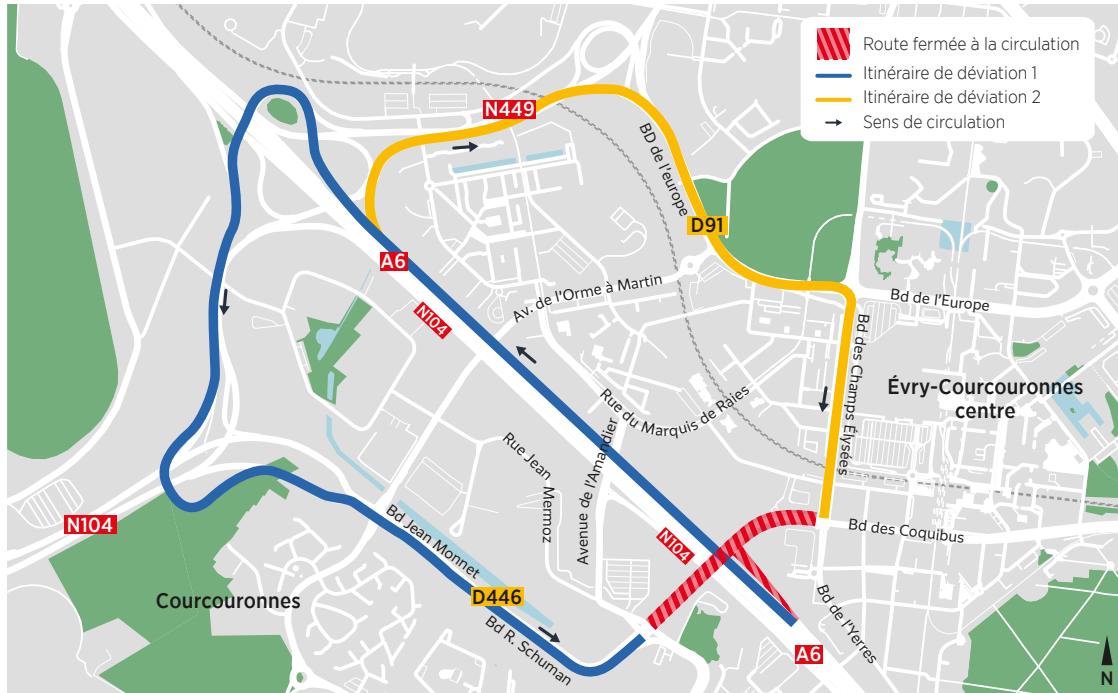 Route fermée à la circulation
Itinéraire de déviation 1
Itinéraire de déviation 2
Sens de circulation
N449
BD de l'europe
D91
A6
N104
Av. de l'Orme à Martin
Bd de l'Europe
Bd des Champs Élysées
Évry-Courcouronnes
centre
Rue du Marquis de Raies
Rue Jean
Mermoz
Avenue de l'Amandier
N104
Bd Jean Monnet
N104
Bd des Coquibus
Courcouronnes
D446
Bd R. Schuman
Bd de l'Yerres
A6
N